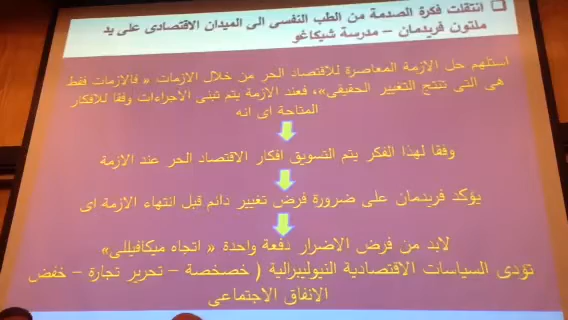 ❑ انتقلت فكرة الصدمة من الطب النفسى الى الميدان الاقتصادى على يد
ملتون فريدمان – مدرسة شيكاغو
استلهم حل الازمة المعاصرة للاقتصاد الحر من خلال الازمات « فالازمات فقط
هى التى تنتج التغيير الحقيقى»، فعند الازمة يتم تبنى الاجراءات وفقا للافكار
المتاحة اى انه
وفقا لهذا الفكر يتم التسويق افكار الاقتصاد الحر عند الازمة
يؤكد فريدمان على ضرورة فرض تغيير دائم قبل انتهاء الازمة اى
لابد من فرض الاضرار دفعة واحدة « اتجاه ميكافيللى»
تؤدى السياسات الاقتصادية النيوليبرالية ( خصخصة – تحرير تجارة – خفض
الانفاق الاجتماعى